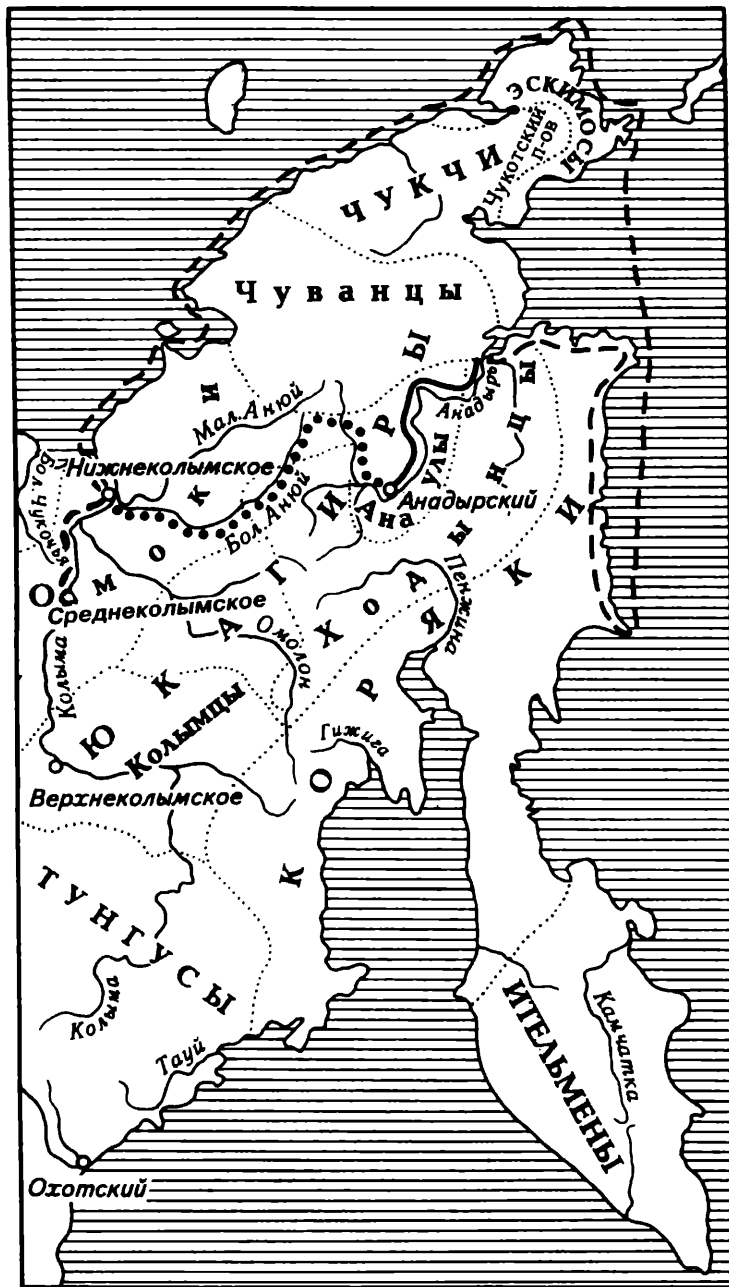 ЭСКИМОСЫ
Чукотский
п-ов
ЧУКЧИ
Чуванцы
ЮКАГИРЫ
Омоки
Мал. Анюй
Анадырь
Бол. Чукочья
Нижнеколымское
Бол. Анюй
Анаулы
Анадырский
Ходынцы
КОРЯКИ
Пенжина
Среднеколымское
Омолон
Колыма
Колымцы
Гижига
Верхнеколымское
ТУНГУСЫ
Колыма
Тауй
ИТЕЛЬМЕНЫ
Камчатка
Охотский